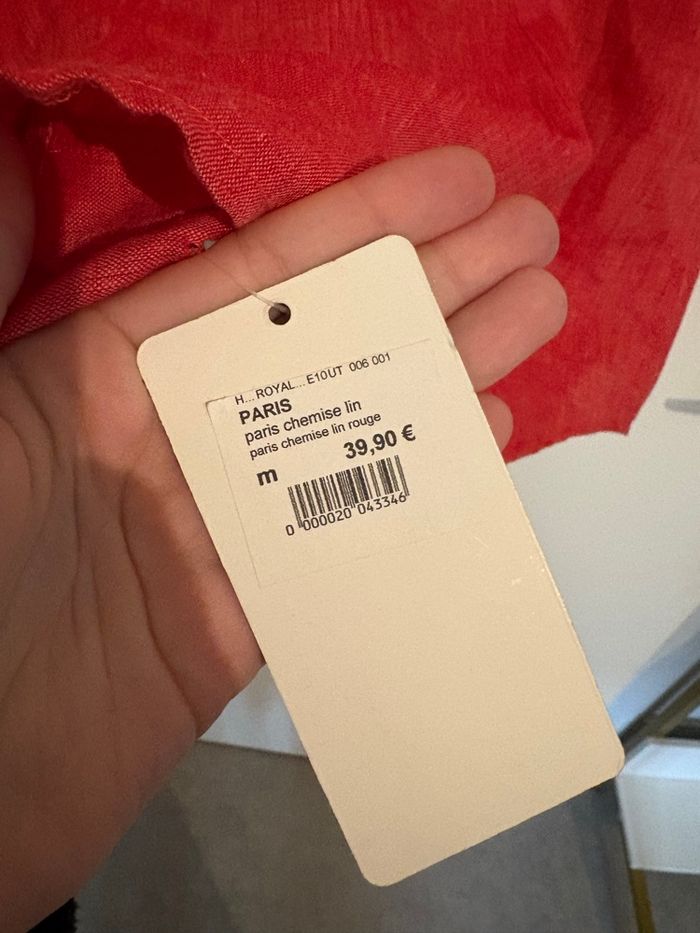 H...ROYAL...E10UT 006 001
PARIS
paris chemise lin
paris chemise lin rouge
m 39,90 €
0 000020 043346